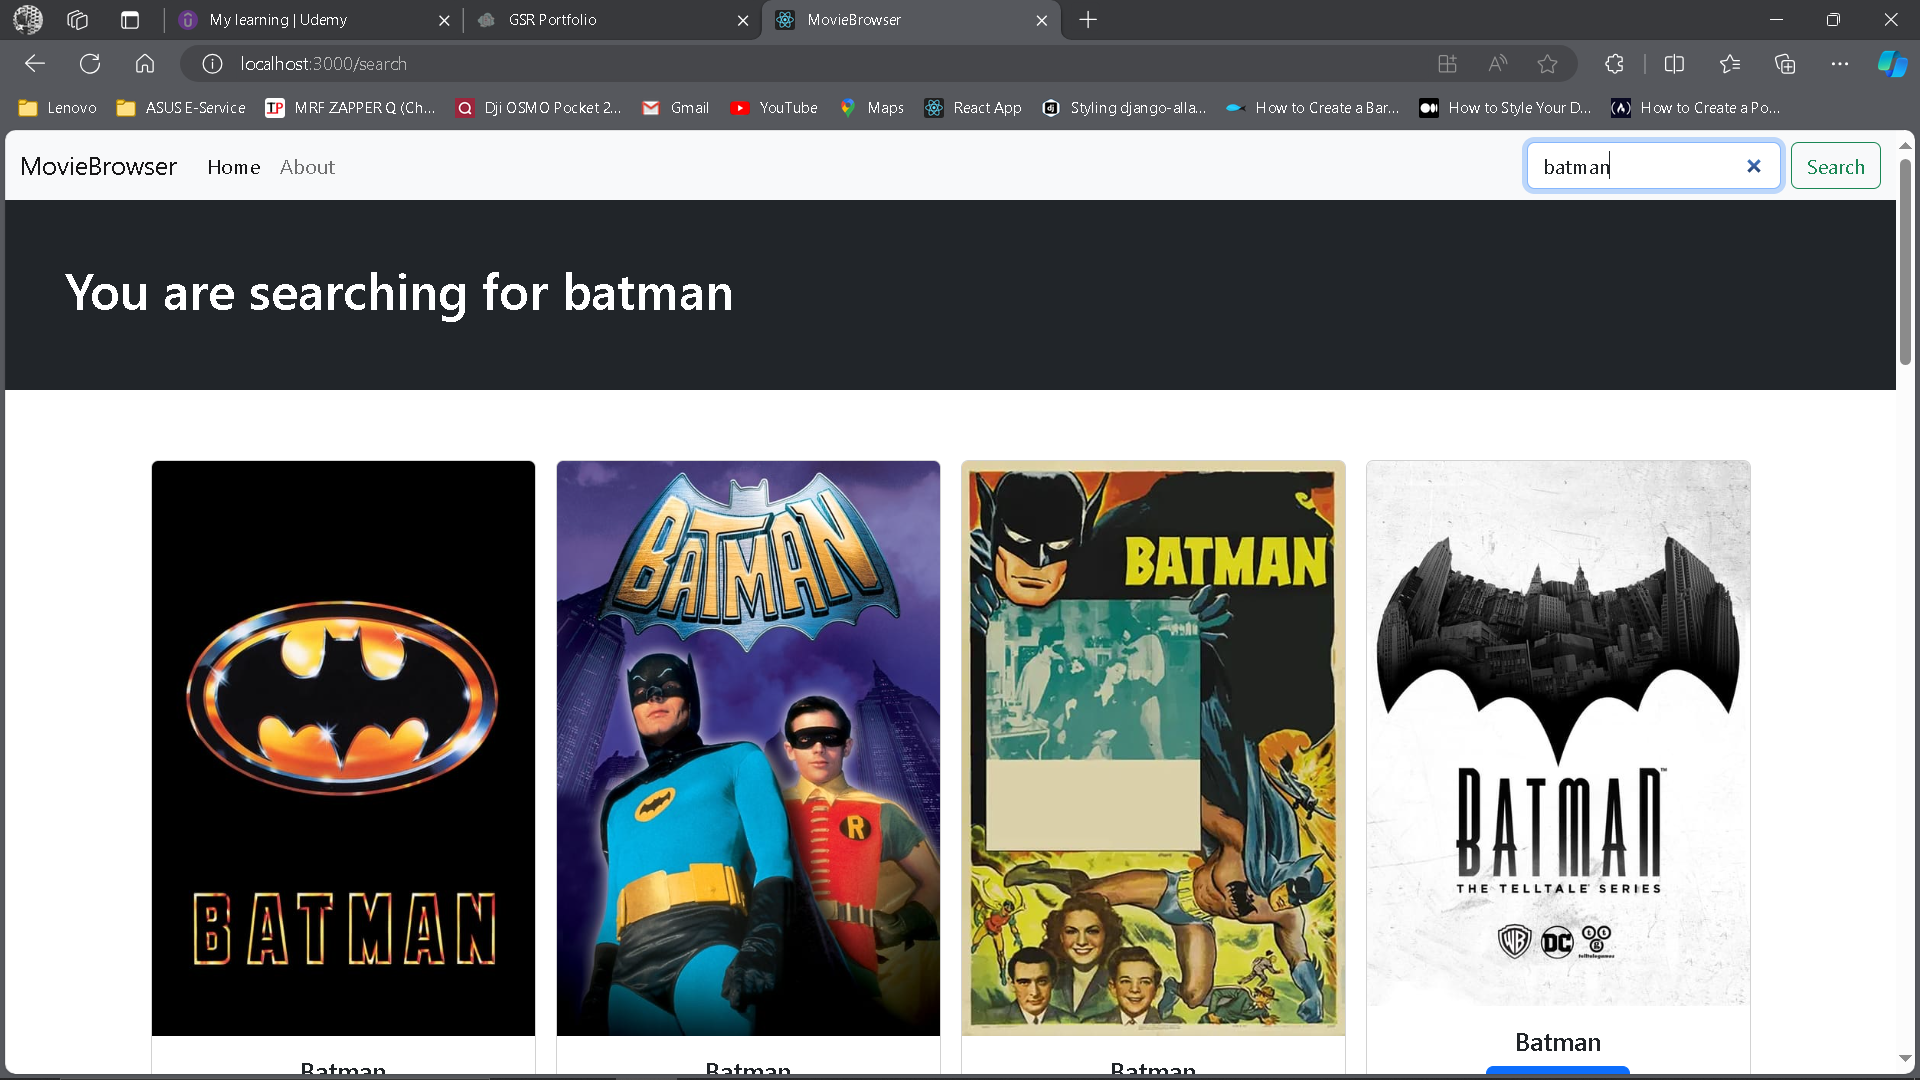 My learning | Udemy
GSR Portfolio
MovieBrowser
localhost:3000/search
Lenovo
ASUS E-Service
MRF ZAPPER Q (Ch...
Dji OSMO Pocket 2...
Gmail
YouTube
Maps
React App
Styling django-alla...
How to Create a Bar...
How to Style Your D...
How to Create a Po...
MovieBrowser
Home
About
batman
Search
You are searching for batman
BATMAN
BATMAN
R
BATMAN
BATMAN
THE TELLTALE SERIES
WB
DC
telltalegames
Batman
Batman
Batman
Batman